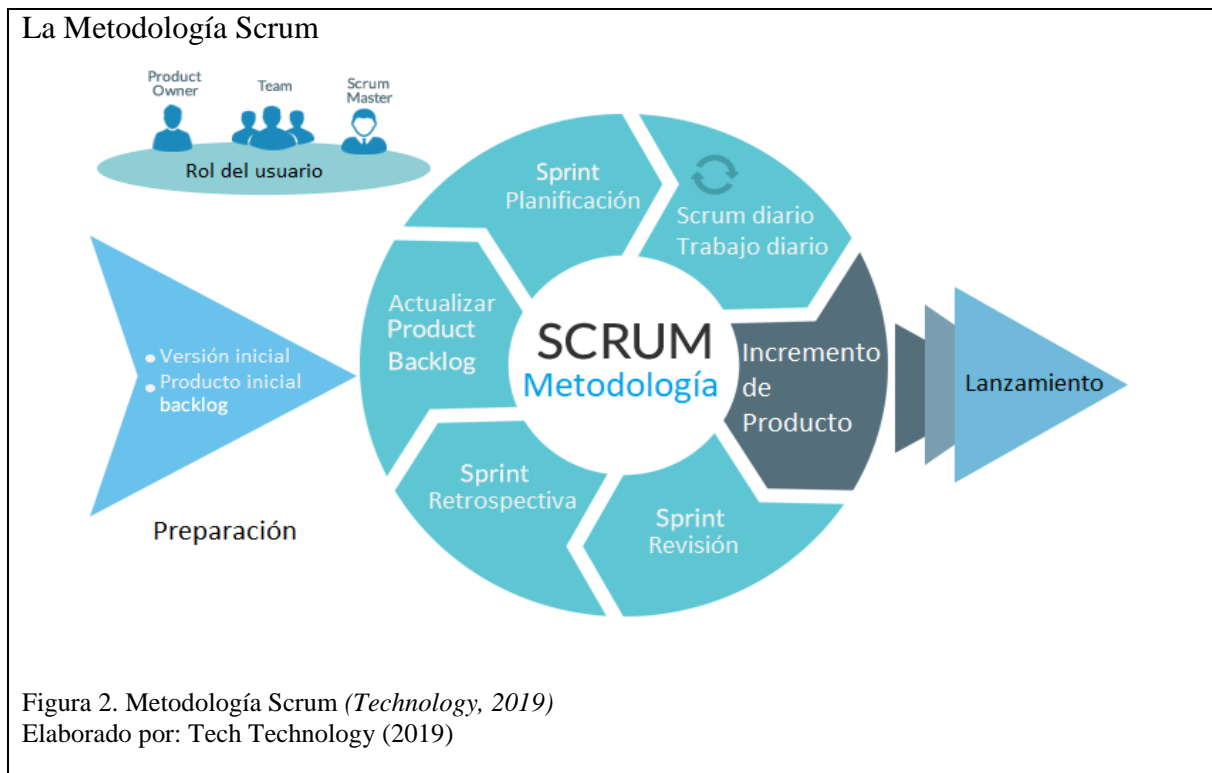 La Metodología Scrum
Product
Owner
Team
Scrum
Master
Rol del usuario
Sprint
Planificación
Scrum diario
Trabajo diario
Actualizar
Product
Backlog
SCRUM
Metodología
Incremento
de
Producto
Lanzamiento
Versión inicial
Producto inicial
backlog
Sprint
Retrospectiva
Sprint
Revisión
Preparación
Figura 2. Metodología Scrum (Technology, 2019)
Elaborado por: Tech Technology (2019)